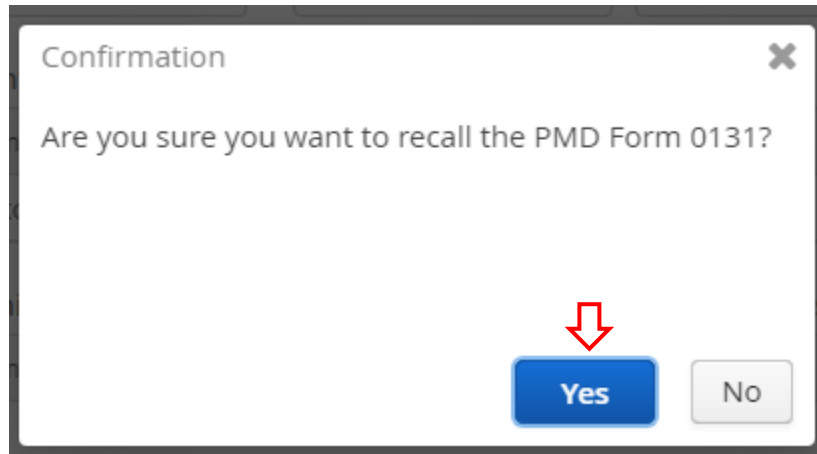 Confirmation
Are you sure you want to recall the PMD Form 0131?
Yes
No